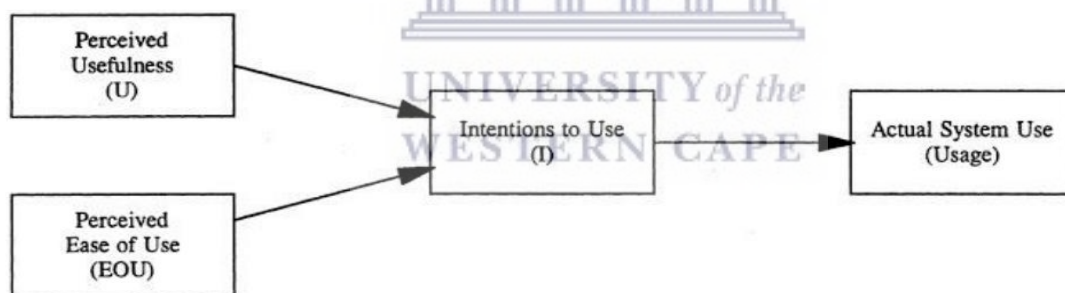 Perceived
Usefulness
(U)
Perceived
Ease of Use
(EOU)
UNIVERSITY of the
WESTERN CAPE
Intentions to Use
(I)
Actual System Use
(Usage)